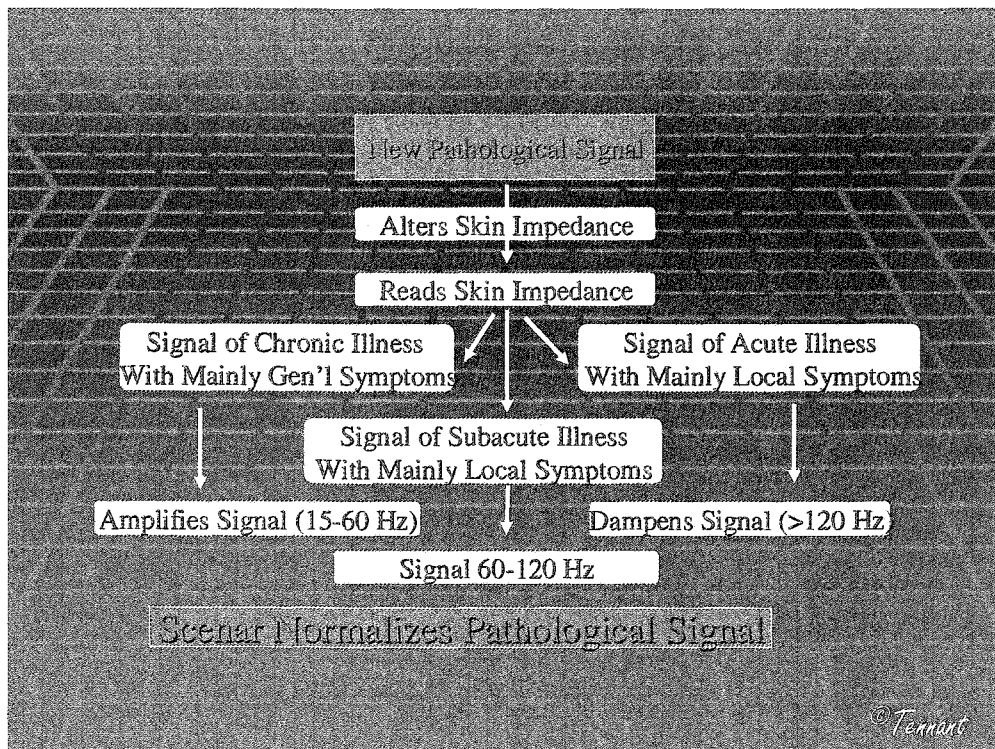 New Pathological Signal
Alters Skin Impedance
Reads Skin Impedance
Signal of Chronic Illness
With Mainly Gen'l Symptoms
Signal of Acute Illness
With Mainly Local Symptoms
Signal of Subacute Illness
With Mainly Local Symptoms
Amplifies Signal (15-60 Hz)
Dampens Signal (>120 Hz)
Signal 60-120 Hz
Scenar Normalizes Pathological Signal
©Tennant